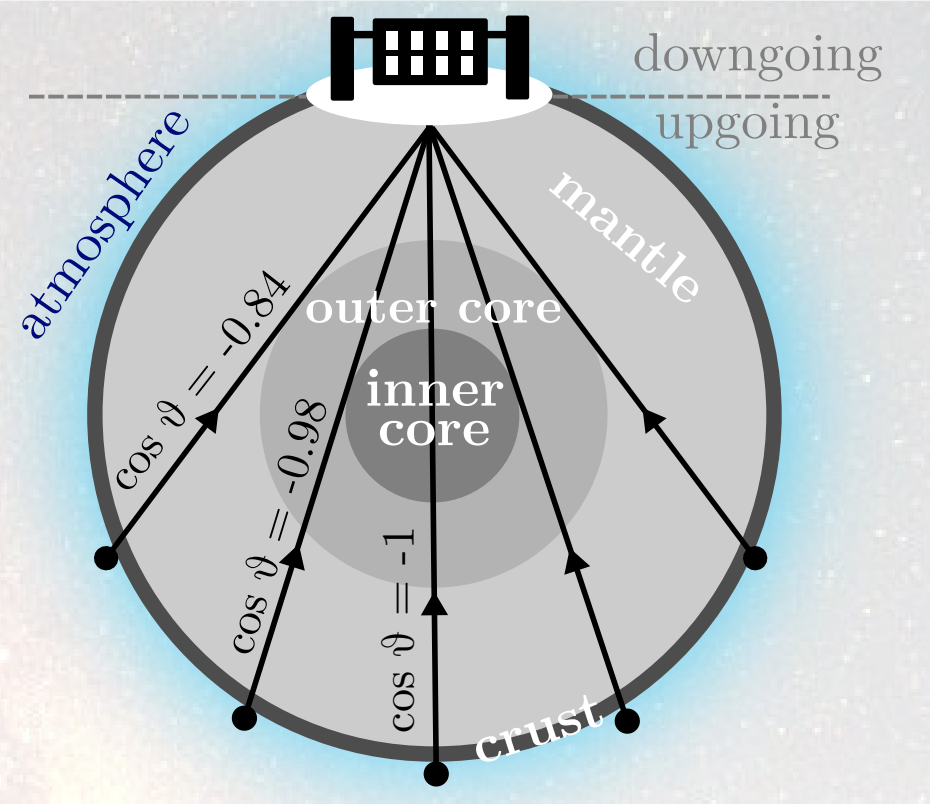 downgoing
upgoing
atmosphere
mantle
cos ϑ = -0.84
outer core
inner
core
cos ϑ = -0.98
cos ϑ = -1
crust